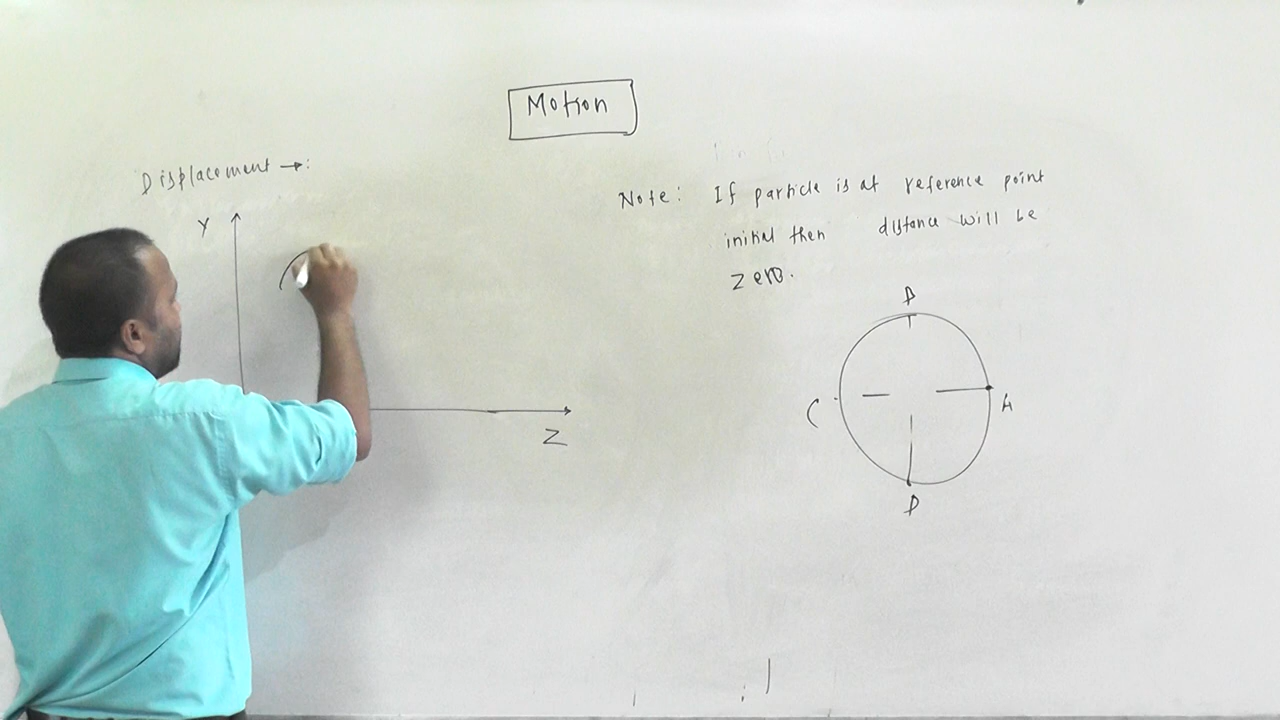 Motion
Displacement →:
Y
Z
Note: If particle is at reference point
initial then distance will be
zero.
C
A
D